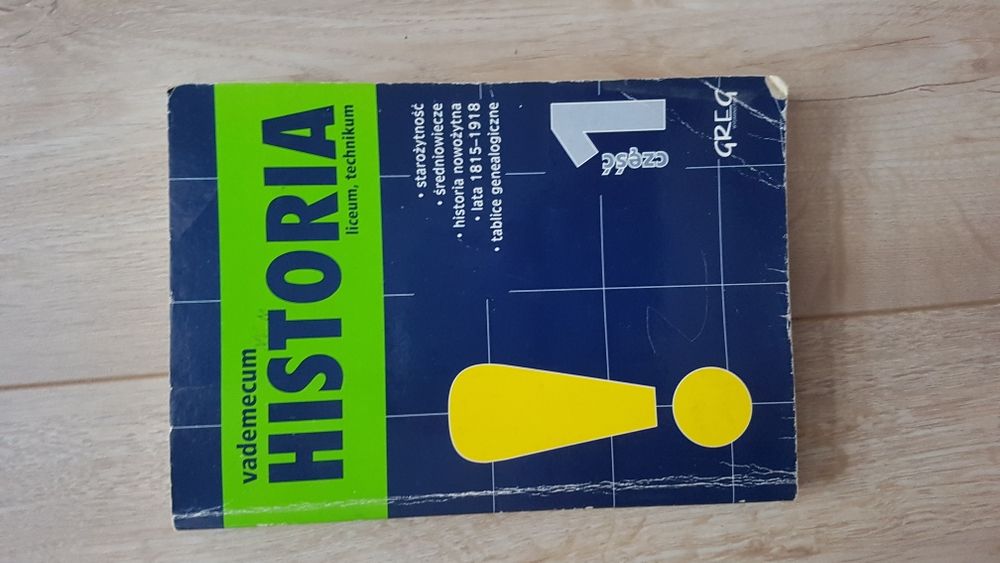 vademecum
HISTORIA
liceum, technikum
• starożytność
• średniowiecze
• historia nowożytna
• lata 1815–1918
• tablice genealogiczne
1
część
GREG